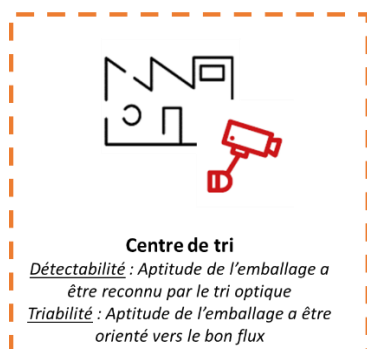 Centre de tri
Détectabilité : Aptitude de l'emballage a
être reconnu par le tri optique
Triabilité : Aptitude de l'emballage a être
orienté vers le bon flux